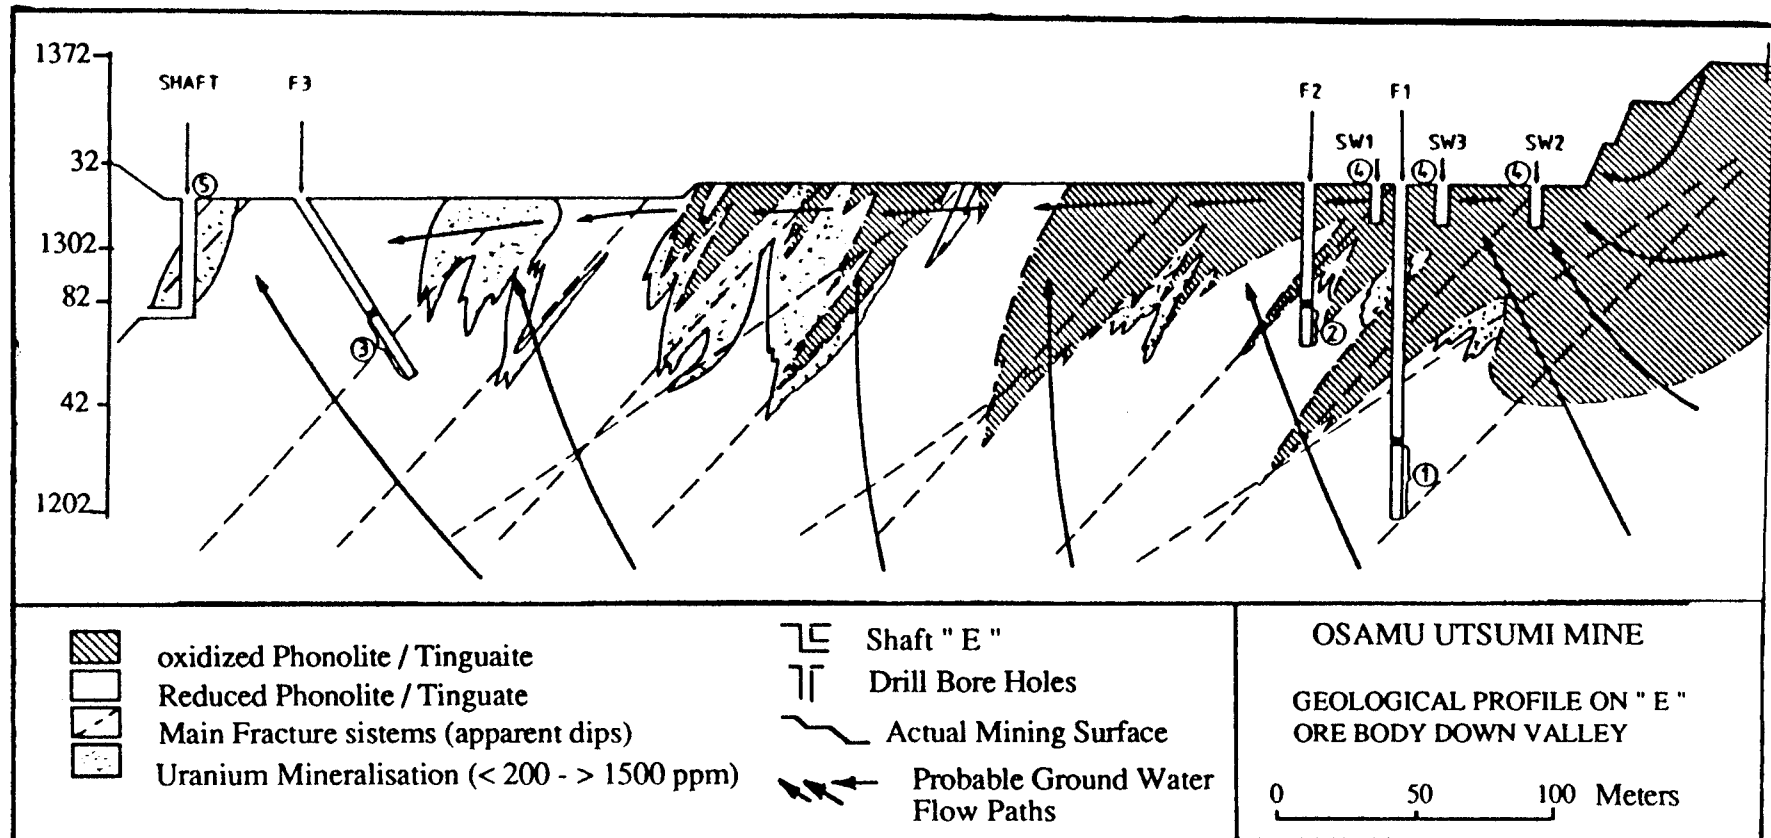 1372
SHAFT
F3
F2
F1
32
SW1
SW3
SW2
④
④
④
⑤
1302
82
②
③
42
①
1202
oxidized Phonolite / Tinguaite
Reduced Phonolite / Tinguate
Main Fracture sistems (apparent dips)
Uranium Mineralisation (< 200 - > 1500 ppm)
Shaft " E "
Drill Bore Holes
Actual Mining Surface
Probable Ground Water
Flow Paths
OSAMU UTSUMI MINE
GEOLOGICAL PROFILE ON " E "
ORE BODY DOWN VALLEY
0 50 100 Meters